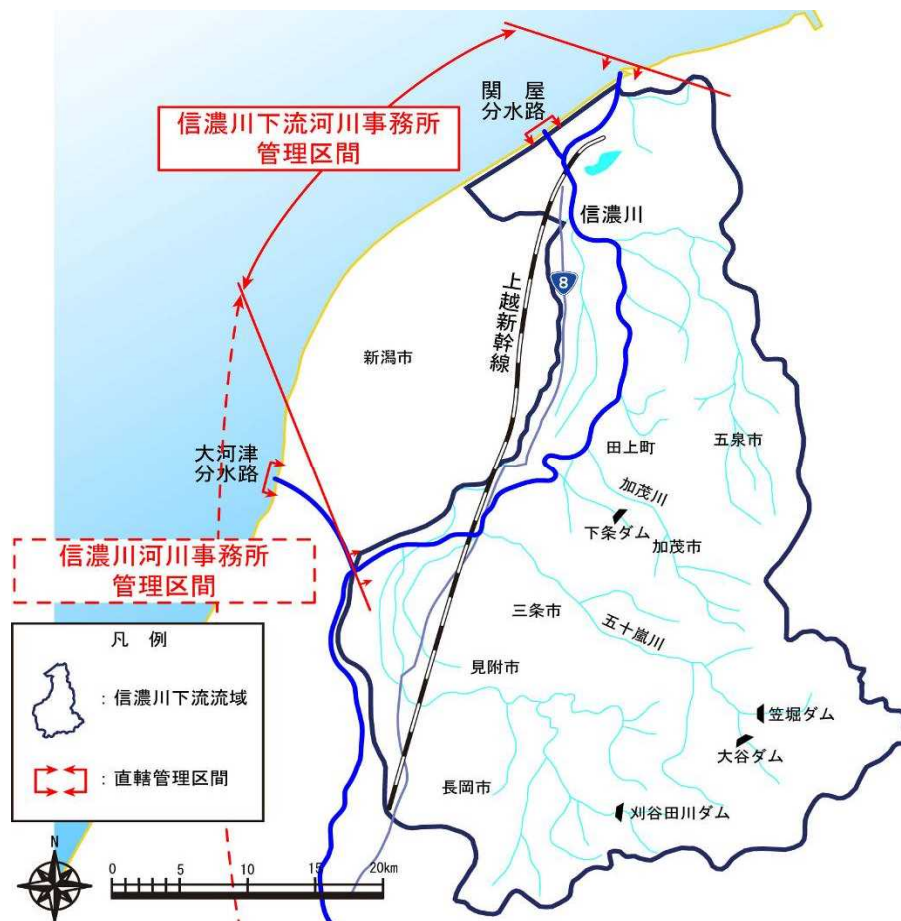 関　屋
分水路
信濃川下流河川事務所
管理区間
信濃川
8
上越新幹線
新潟市
大河津
分水路
田上町
五泉市
加茂川
下条ダム
加茂市
信濃川河川事務所
管理区間
三条市
五十嵐川
見附市
笠堀ダム
大谷ダム
長岡市
刈谷田川ダム
凡　例
：信濃川下流流域
：直轄管理区間
N
0 5 10 15 20km